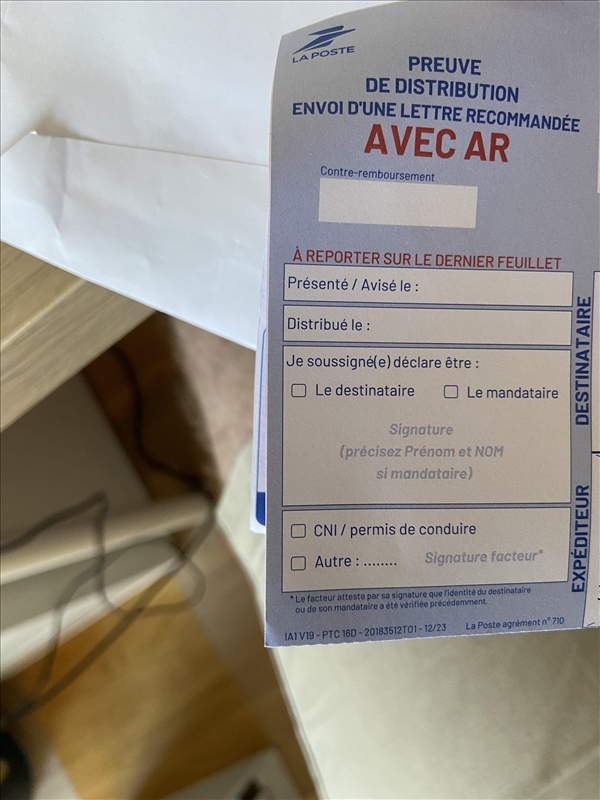 LA POSTE
PREUVE
DE DISTRIBUTION
ENVOI D'UNE LETTRE RECOMMANDÉE
AVEC AR
Contre-remboursement
À REPORTER SUR LE DERNIER FEUILLET
Présenté / Avisé le :
Distribué le :
Je soussigné(e) déclare être :
Le destinataire
Le mandataire
Signature
(précisez Prénom et NOM
si mandataire)
CNI / permis de conduire
Autre : ........
Signature facteur*
* Le facteur atteste par sa signature que l'identité du destinataire
ou de son mandataire a été vérifiée précédemment.
IA1 V19 - PTC 16D - 20183512T01 - 12/23
La Poste agrément n° 710
DESTINATAIRE
EXPÉDITEUR